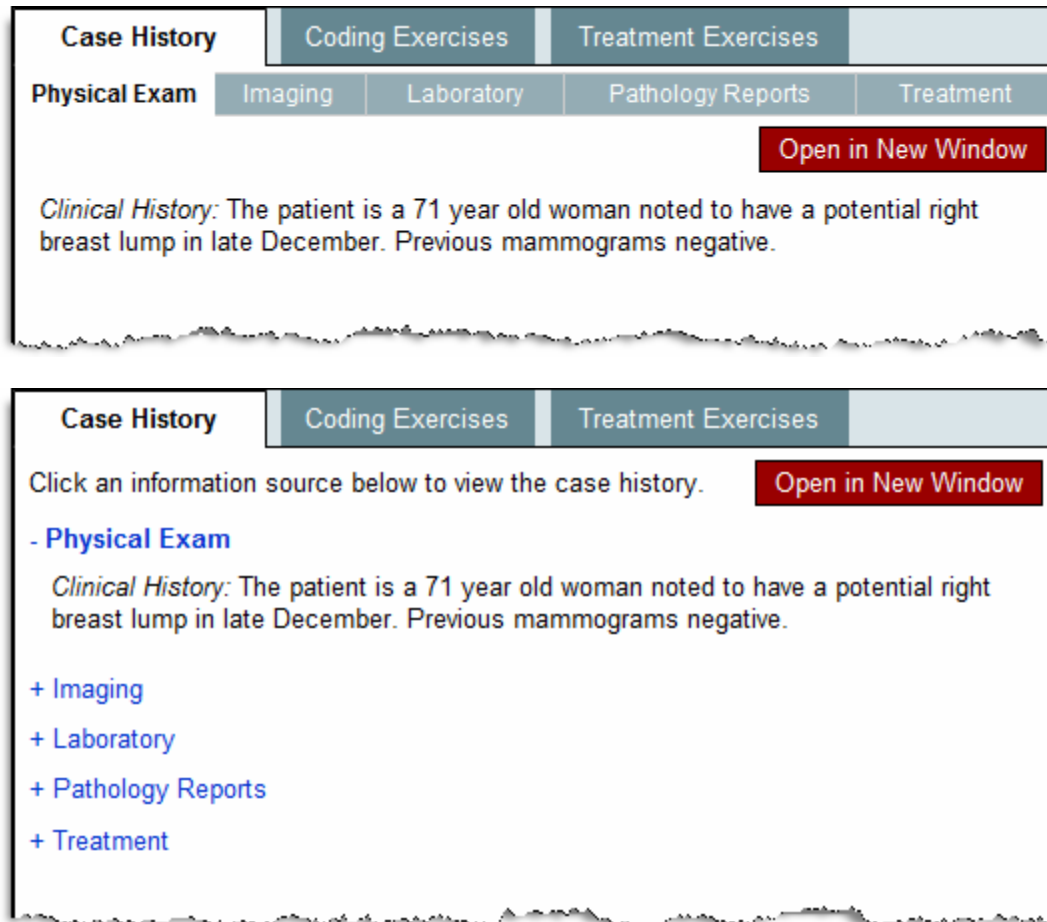 Case History Coding Exercises Treatment Exercises
Physical Exam Imaging Laboratory Pathology Reports Treatment
Open in New Window
Clinical History: The patient is a 71 year old woman noted to have a potential right
breast lump in late December. Previous mammograms negative.
Case History Coding Exercises Treatment Exercises
Click an information source below to view the case history. Open in New Window
- Physical Exam
Clinical History: The patient is a 71 year old woman noted to have a potential right
breast lump in late December. Previous mammograms negative.
+ Imaging
+ Laboratory
+ Pathology Reports
+ Treatment